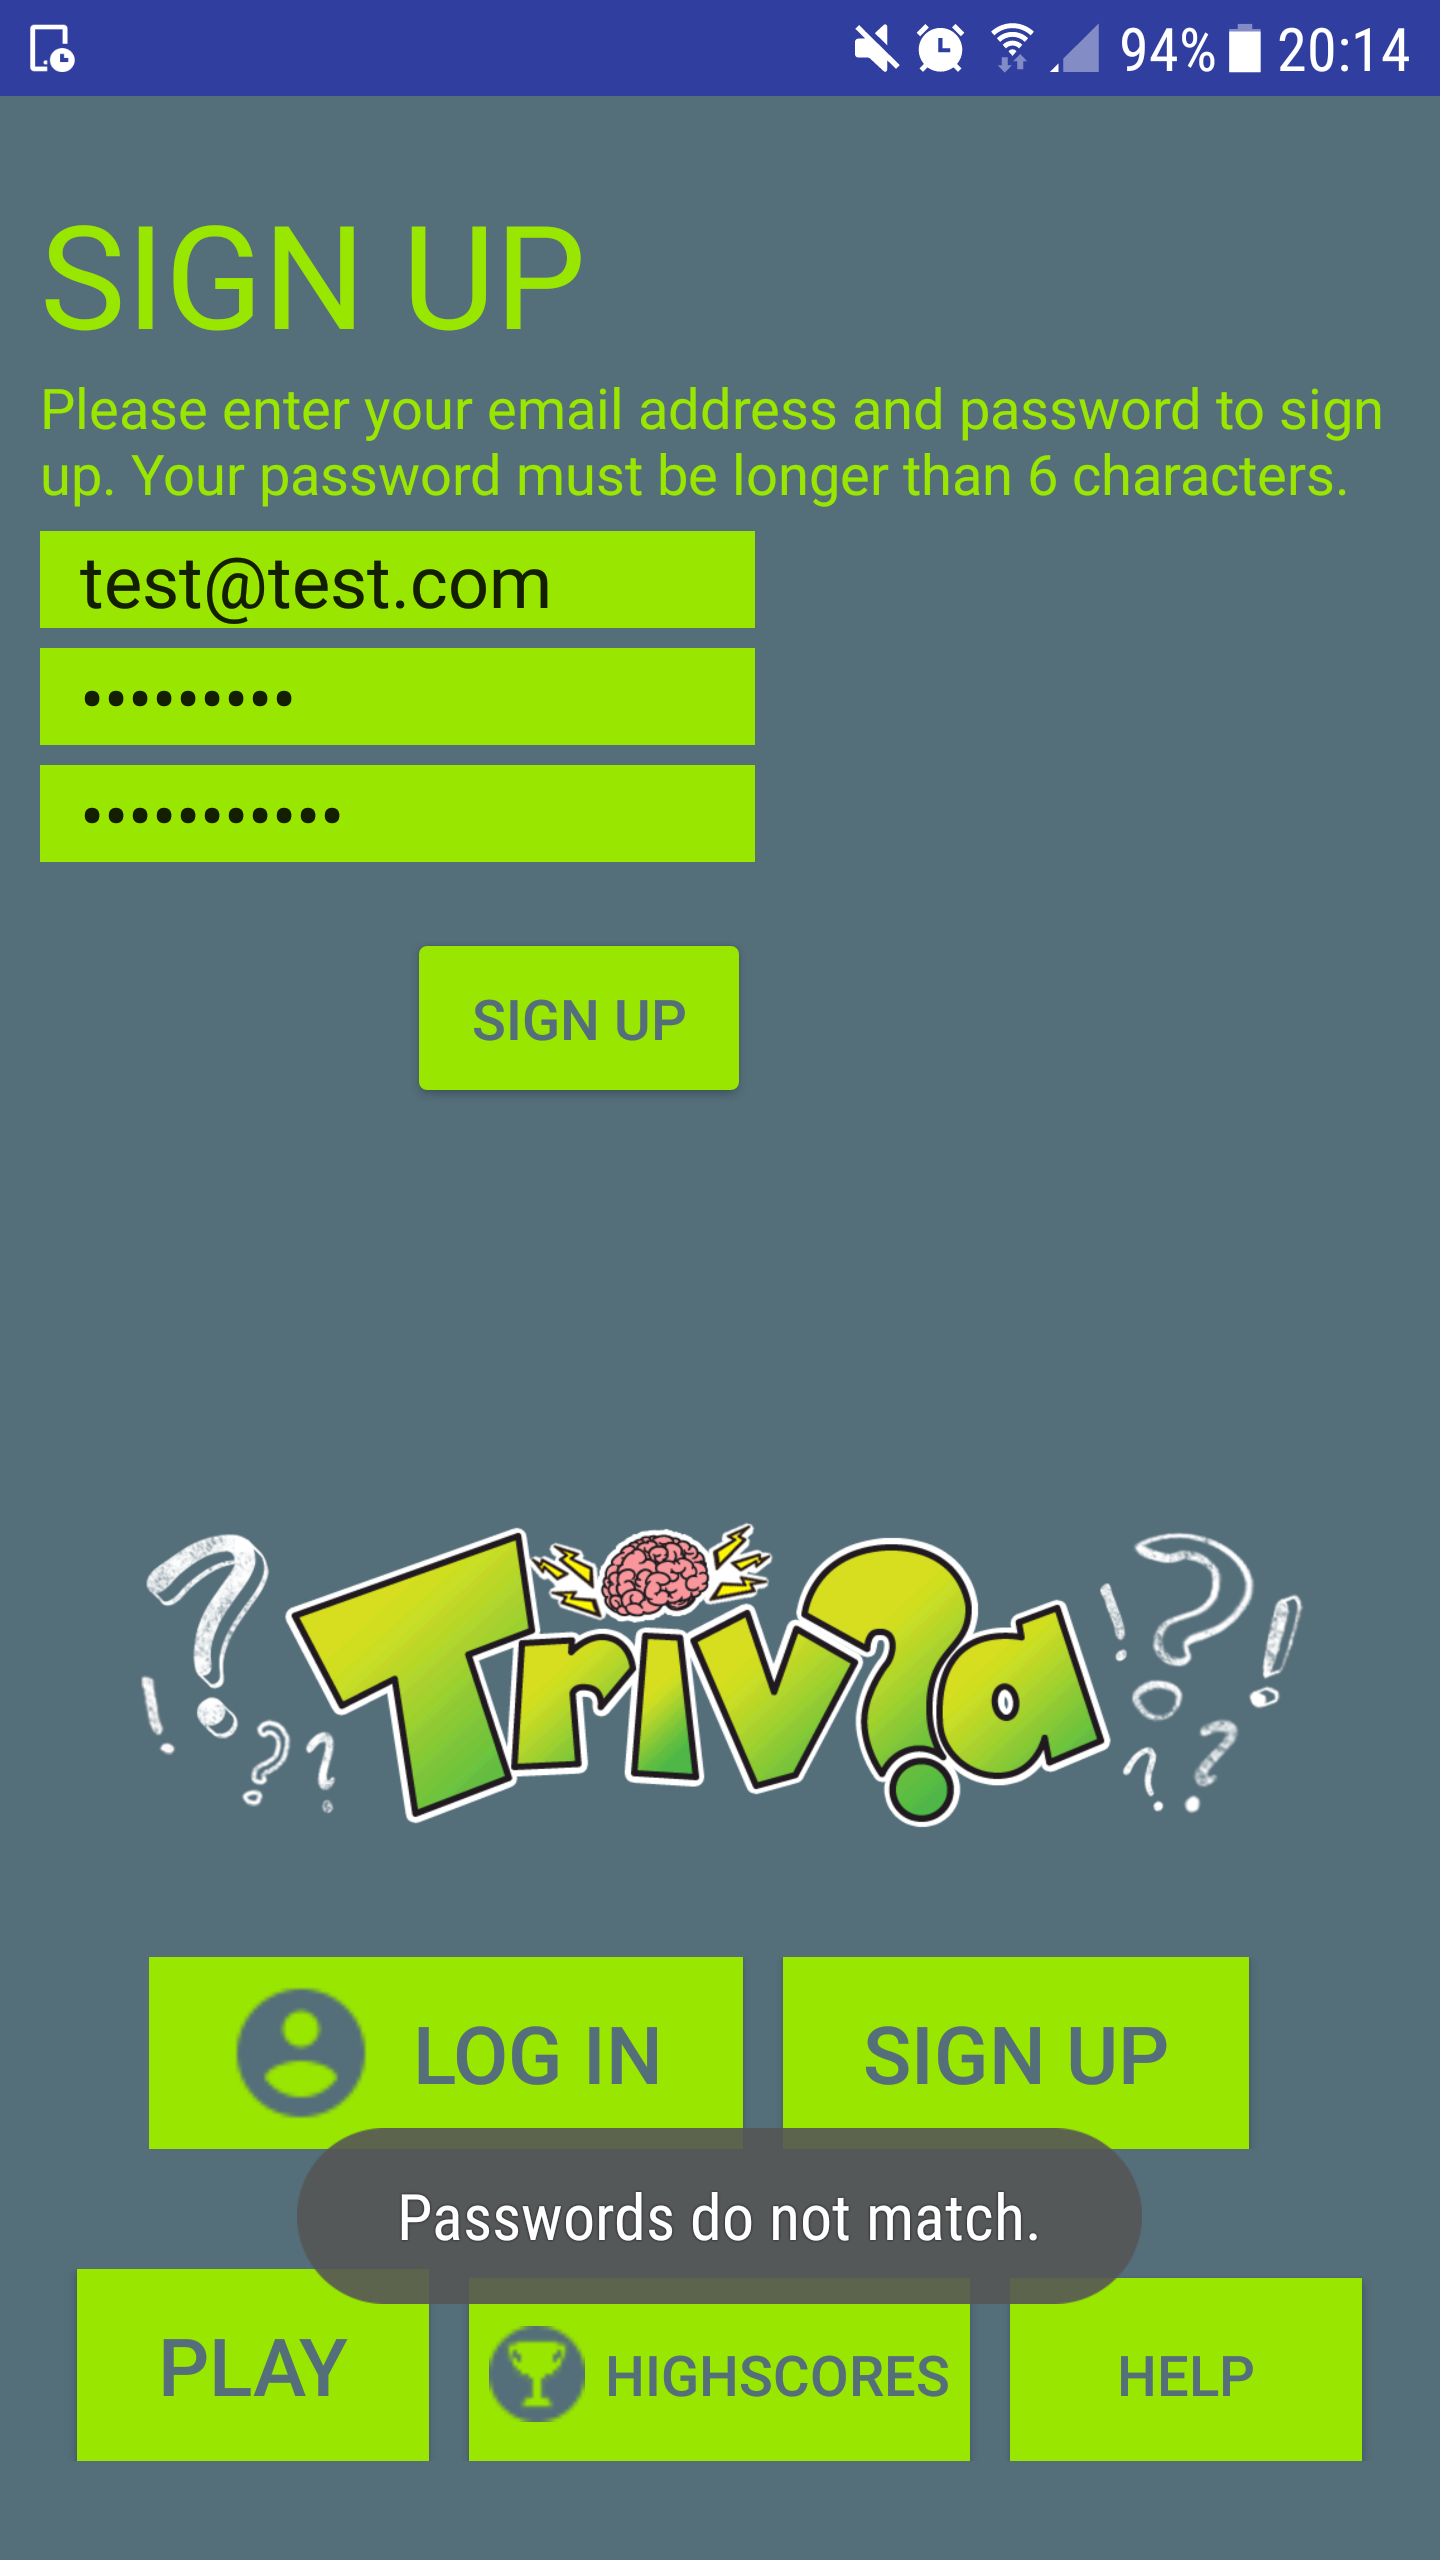 94% 20:14
SIGN UP
Please enter your email address and password to sign
up. Your password must be longer than 6 characters.
test@test.com
•••••••••
•••••••••••
SIGN UP
Triv?a
LOG IN
SIGN UP
Passwords do not match.
PLAY
HIGHSCORES
HELP